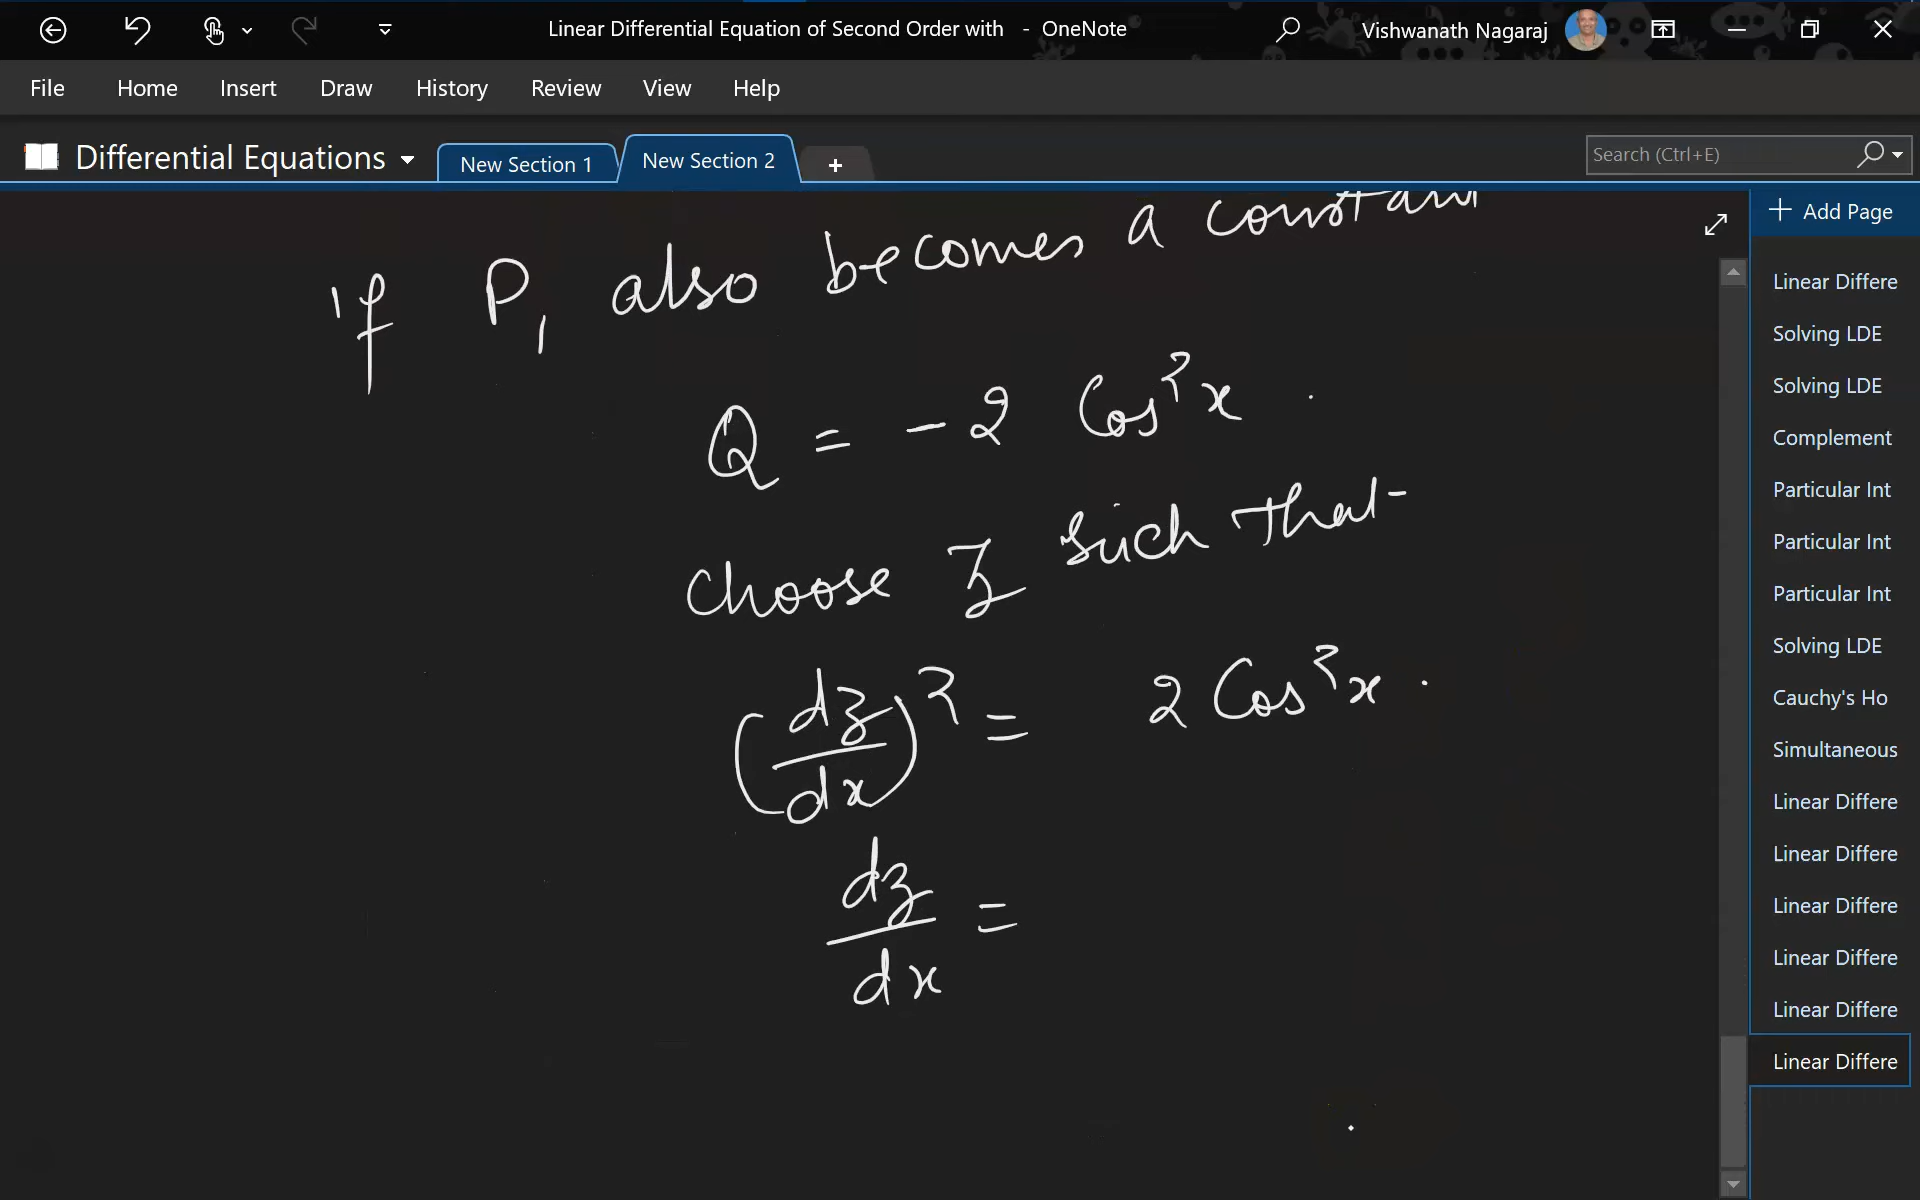 Linear Differential Equation of Second Order with - OneNote
Vishwanath Nagaraj
File Home Insert Draw History Review View Help
Differential Equations
New Section 1
New Section 2
+
Search (Ctrl+E)
+ Add Page
Linear Differe
Solving LDE
Solving LDE
Complement
Particular Int
Particular Int
Particular Int
Solving LDE
Cauchy's Ho
Simultaneous
Linear Differe
Linear Differe
Linear Differe
Linear Differe
Linear Differe
Linear Differe
if P₁ also becomes a constant
Q = - 2 Cos²x .
Choose z such that
(dz/dx)² = 2 Cos²x .
dz/dx =